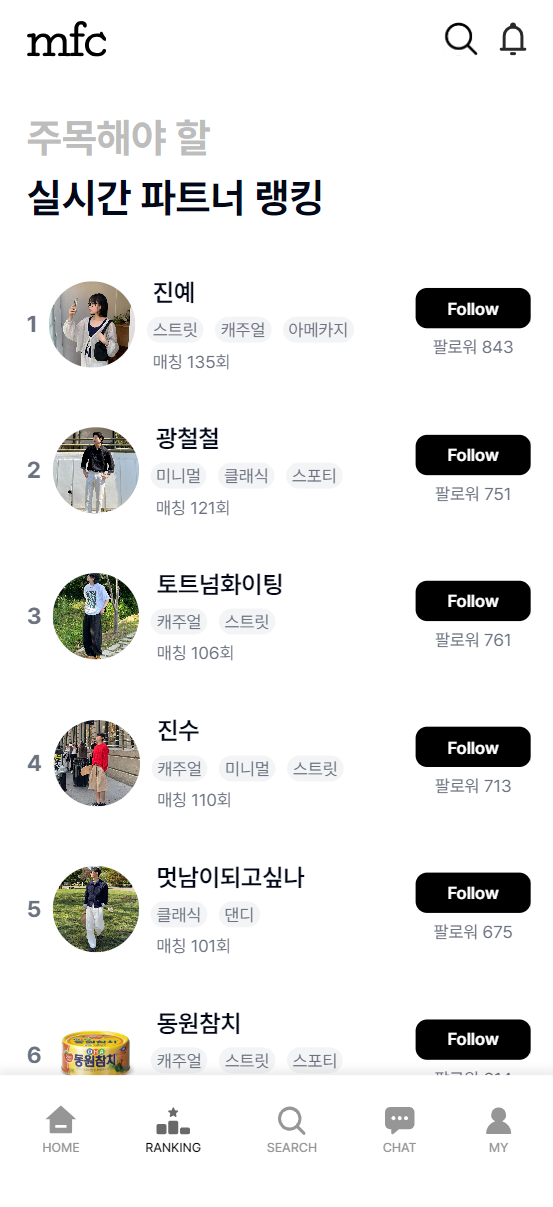 mfc
주목해야 할
실시간 파트너 랭킹
1
진예
스트릿 캐주얼 아메카지
매칭 135회
Follow
팔로워 843
2
광철철
미니멀 클래식 스포티
매칭 121회
Follow
팔로워 751
3
토트넘화이팅
캐주얼 스트릿
매칭 106회
Follow
팔로워 761
4
진수
캐주얼 미니멀 스트릿
매칭 110회
Follow
팔로워 713
5
멋남이되고싶나
클래식 댄디
매칭 101회
Follow
팔로워 675
6
동원참치
동원참치
캐주얼 스트릿 스포티
Follow
HOME RANKING SEARCH CHAT MY